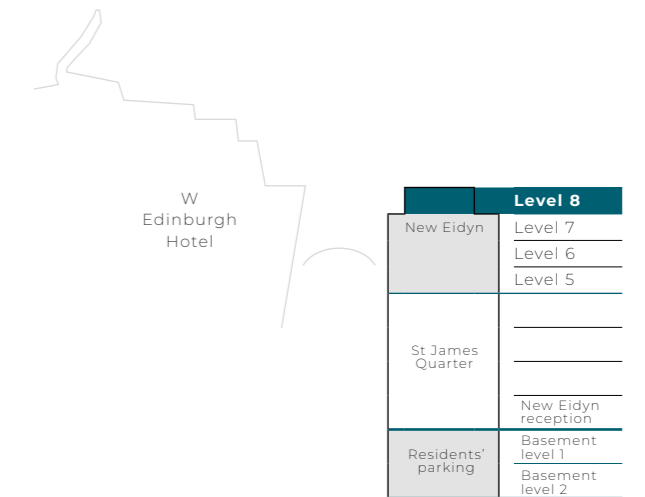 W
Edinburgh
Hotel
Level 8
New Eidyn
Level 7
Level 6
Level 5
St James
Quarter
New Eidyn
reception
Residents’
parking
Basement
level 1
Basement
level 2